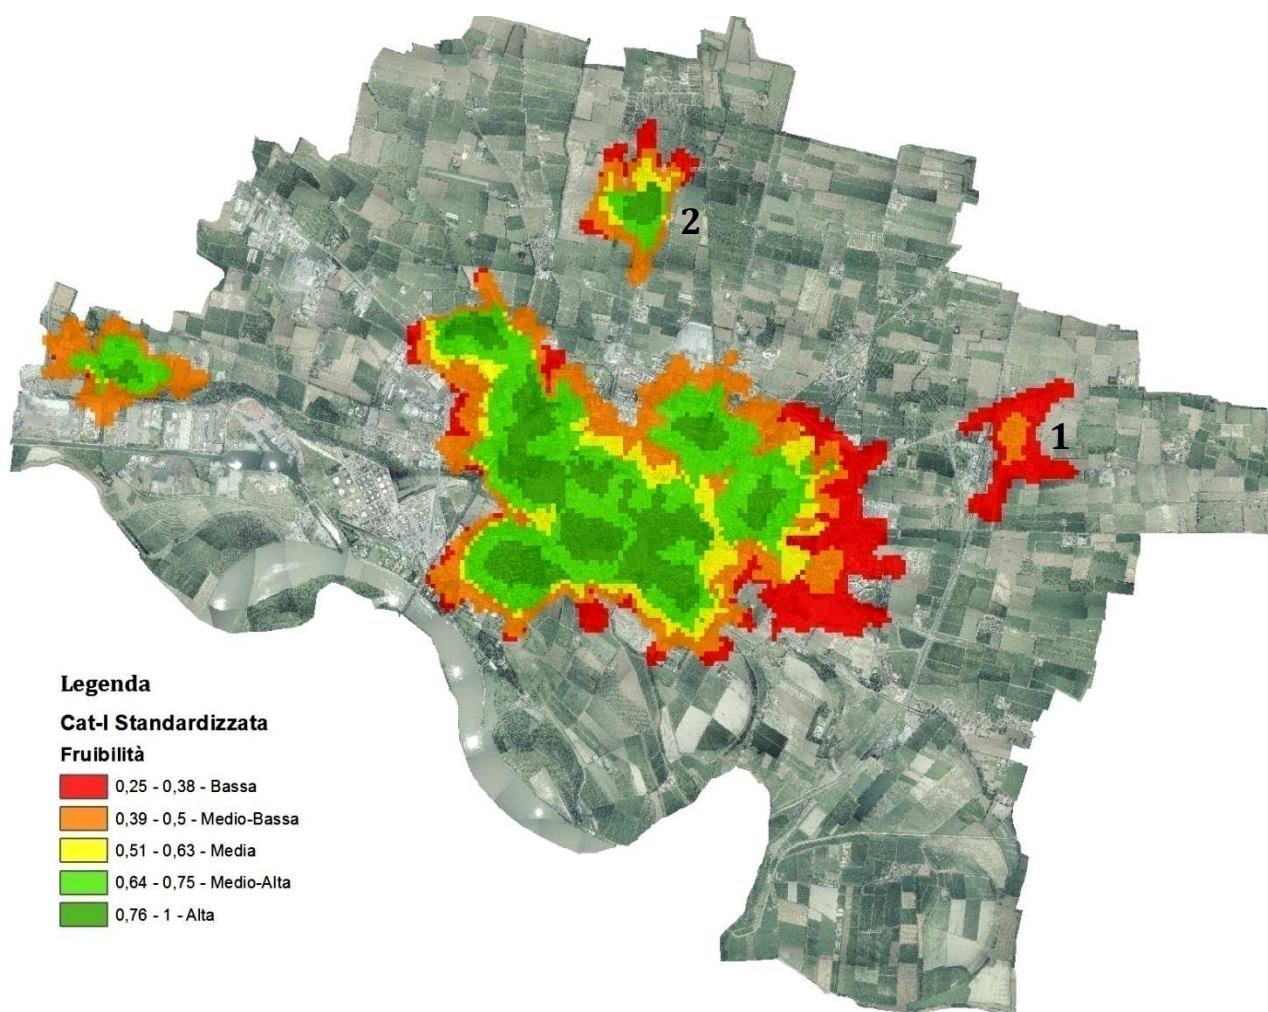 2
1
Legenda
Cat-I Standardizzata
Fruibilità
0,25 - 0,38 - Bassa
0,39 - 0,5 - Medio-Bassa
0,51 - 0,63 - Media
0,64 - 0,75 - Medio-Alta
0,76 - 1 - Alta